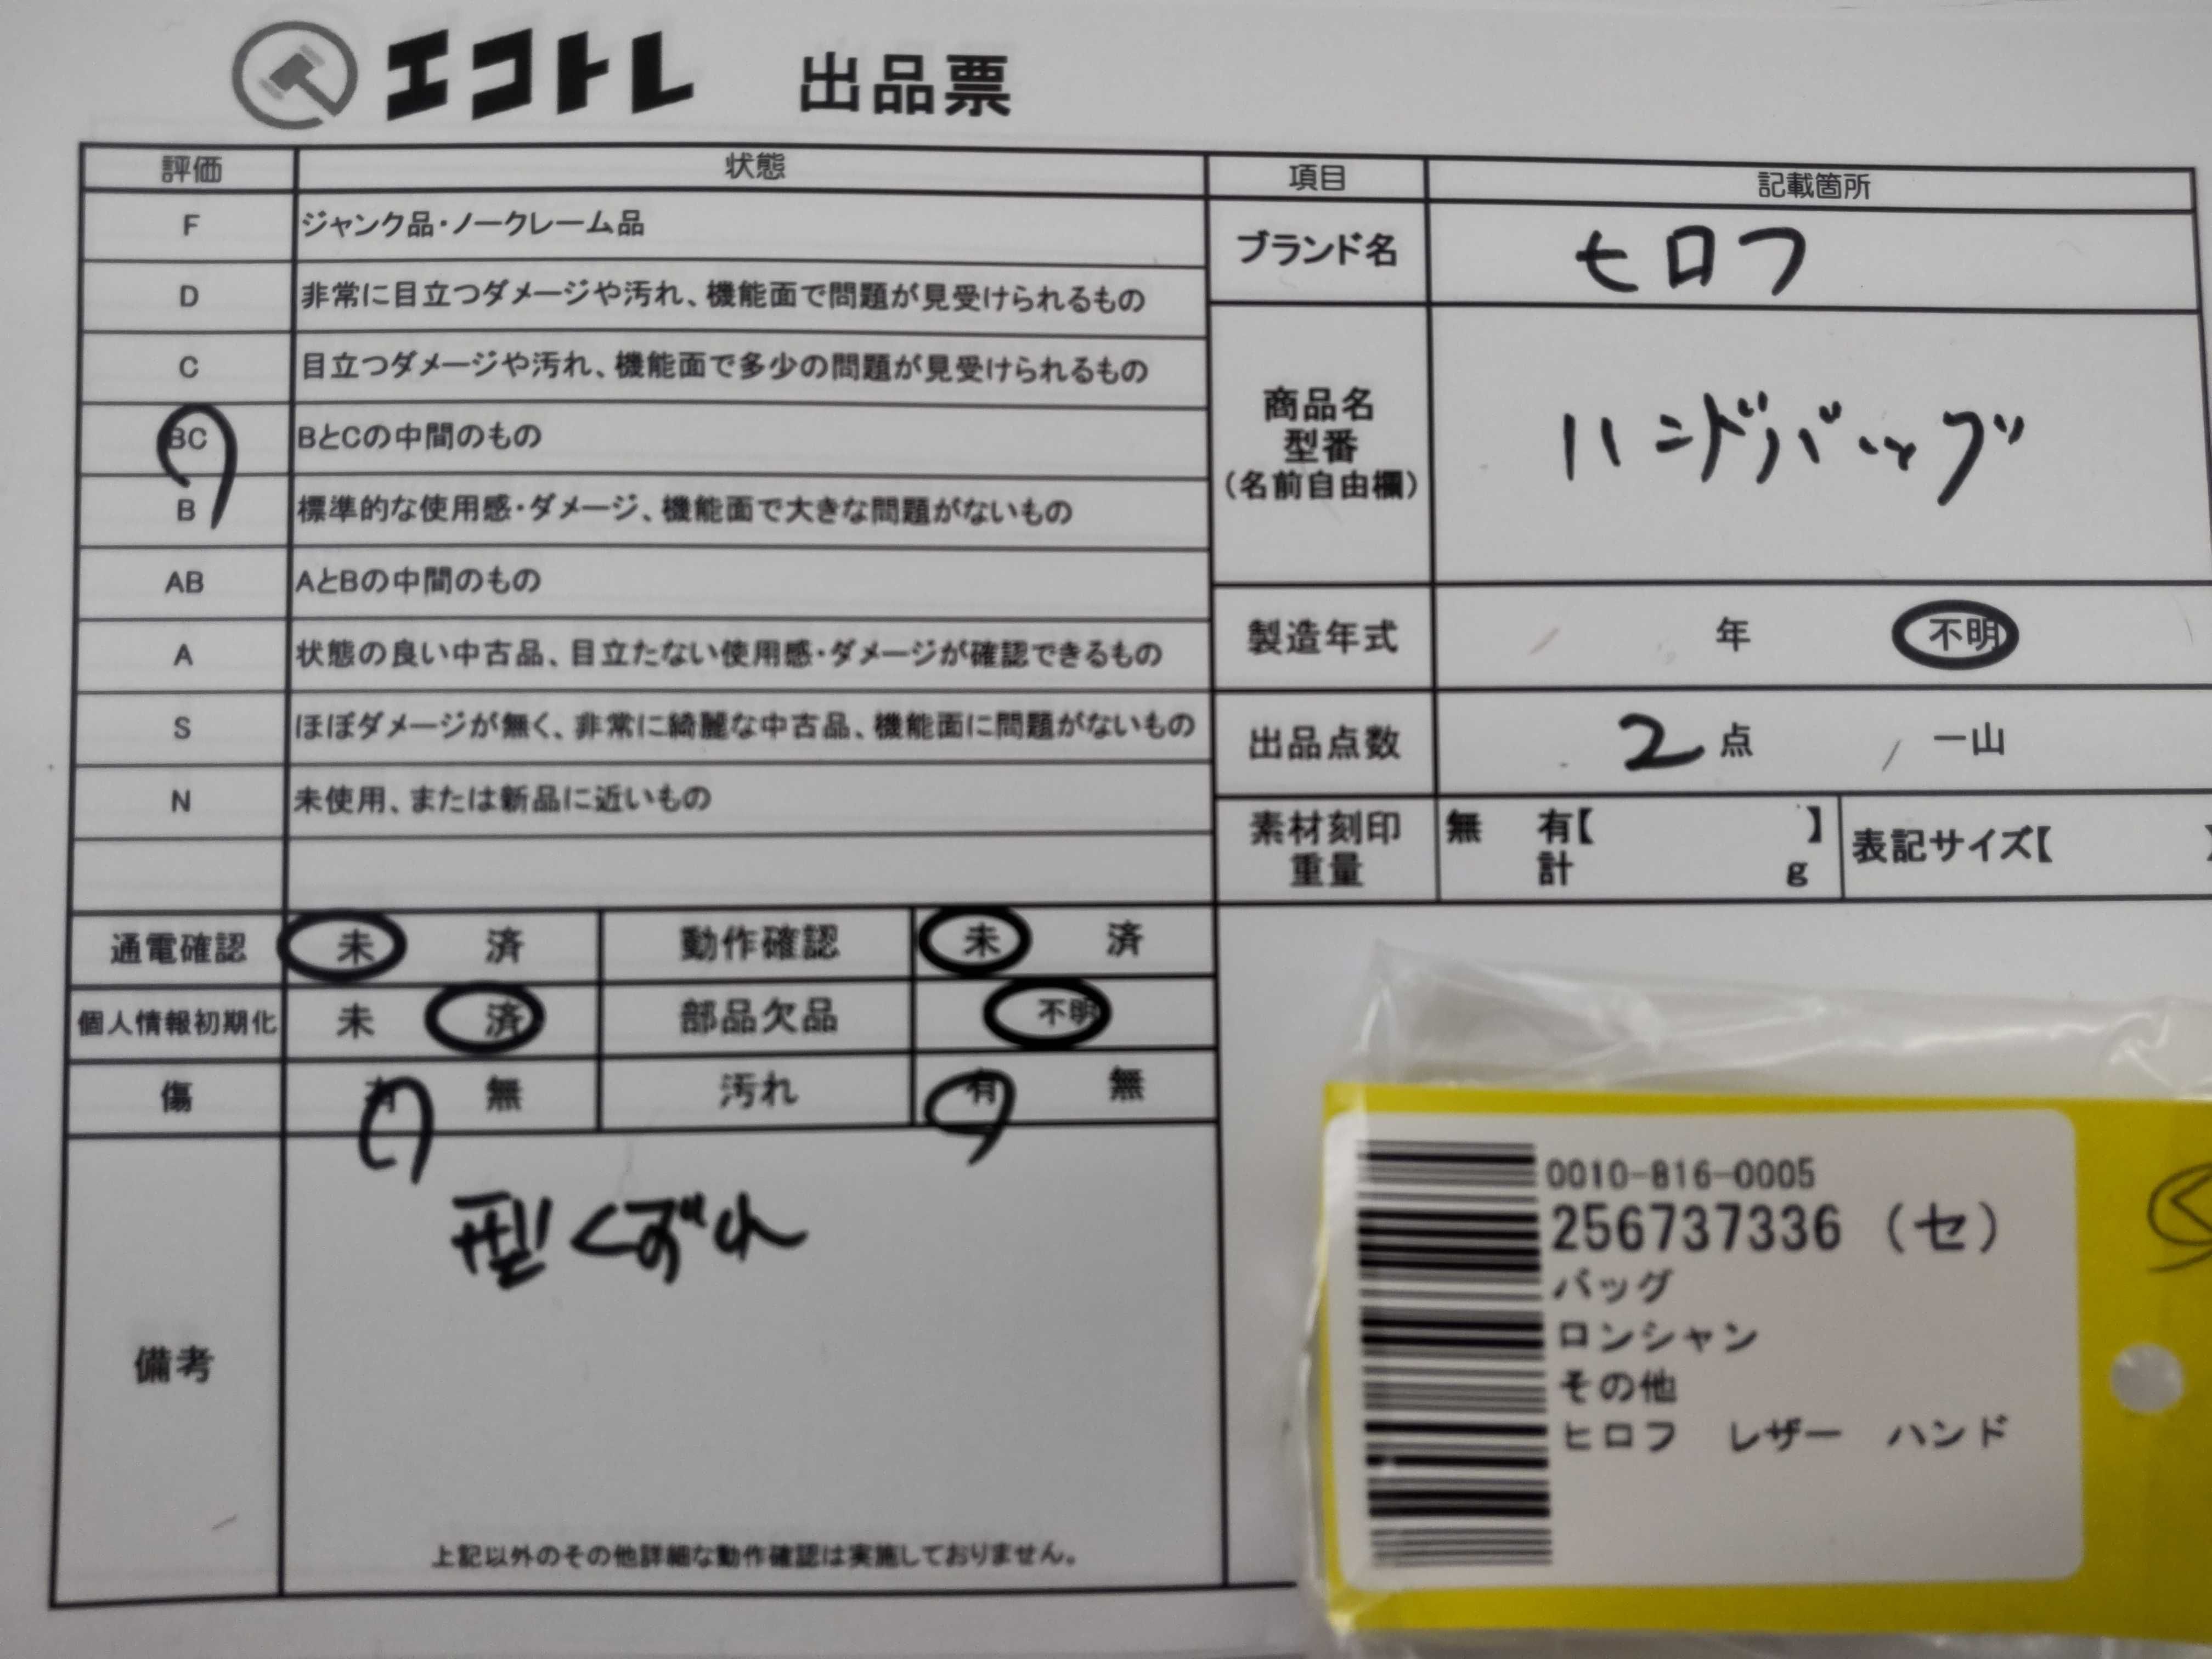 エコトレ 出品票
評価 状態
F ジャンク品・ノークレーム品
D 非常に目立つダメージや汚れ、機能面で問題が見受けられるもの
C 目立つダメージや汚れ、機能面で多少の問題が見受けられるもの
BC BとCの中間のもの
B 標準的な使用感・ダメージ、機能面で大きな問題がないもの
AB AとBの中間のもの
A 状態の良い中古品、目立たない使用感・ダメージが確認できるもの
S ほぼダメージが無く、非常に綺麗な中古品、機能面に問題がないもの
N 未使用、または新品に近いもの
項目 記載箇所
ブランド名 ヒロフ
商品名
型番
(名前自由欄)
ハンドバッグ
製造年式 年 不明
出品点数 2点 一山
素材刻印 無 有【 】
重量 計 g
表記サイズ【 】
通電確認 未 済 動作確認 未 済
個人情報初期化 未 済 部品欠品 不明
傷 有 無 汚れ 有 無
備考
型くずれ
上記以外のその他詳細な動作確認は実施しておりません。
0010-816-0005
256737336 (セ)
バッグ
ロンシャン
その他
ヒロフ レザー ハンド